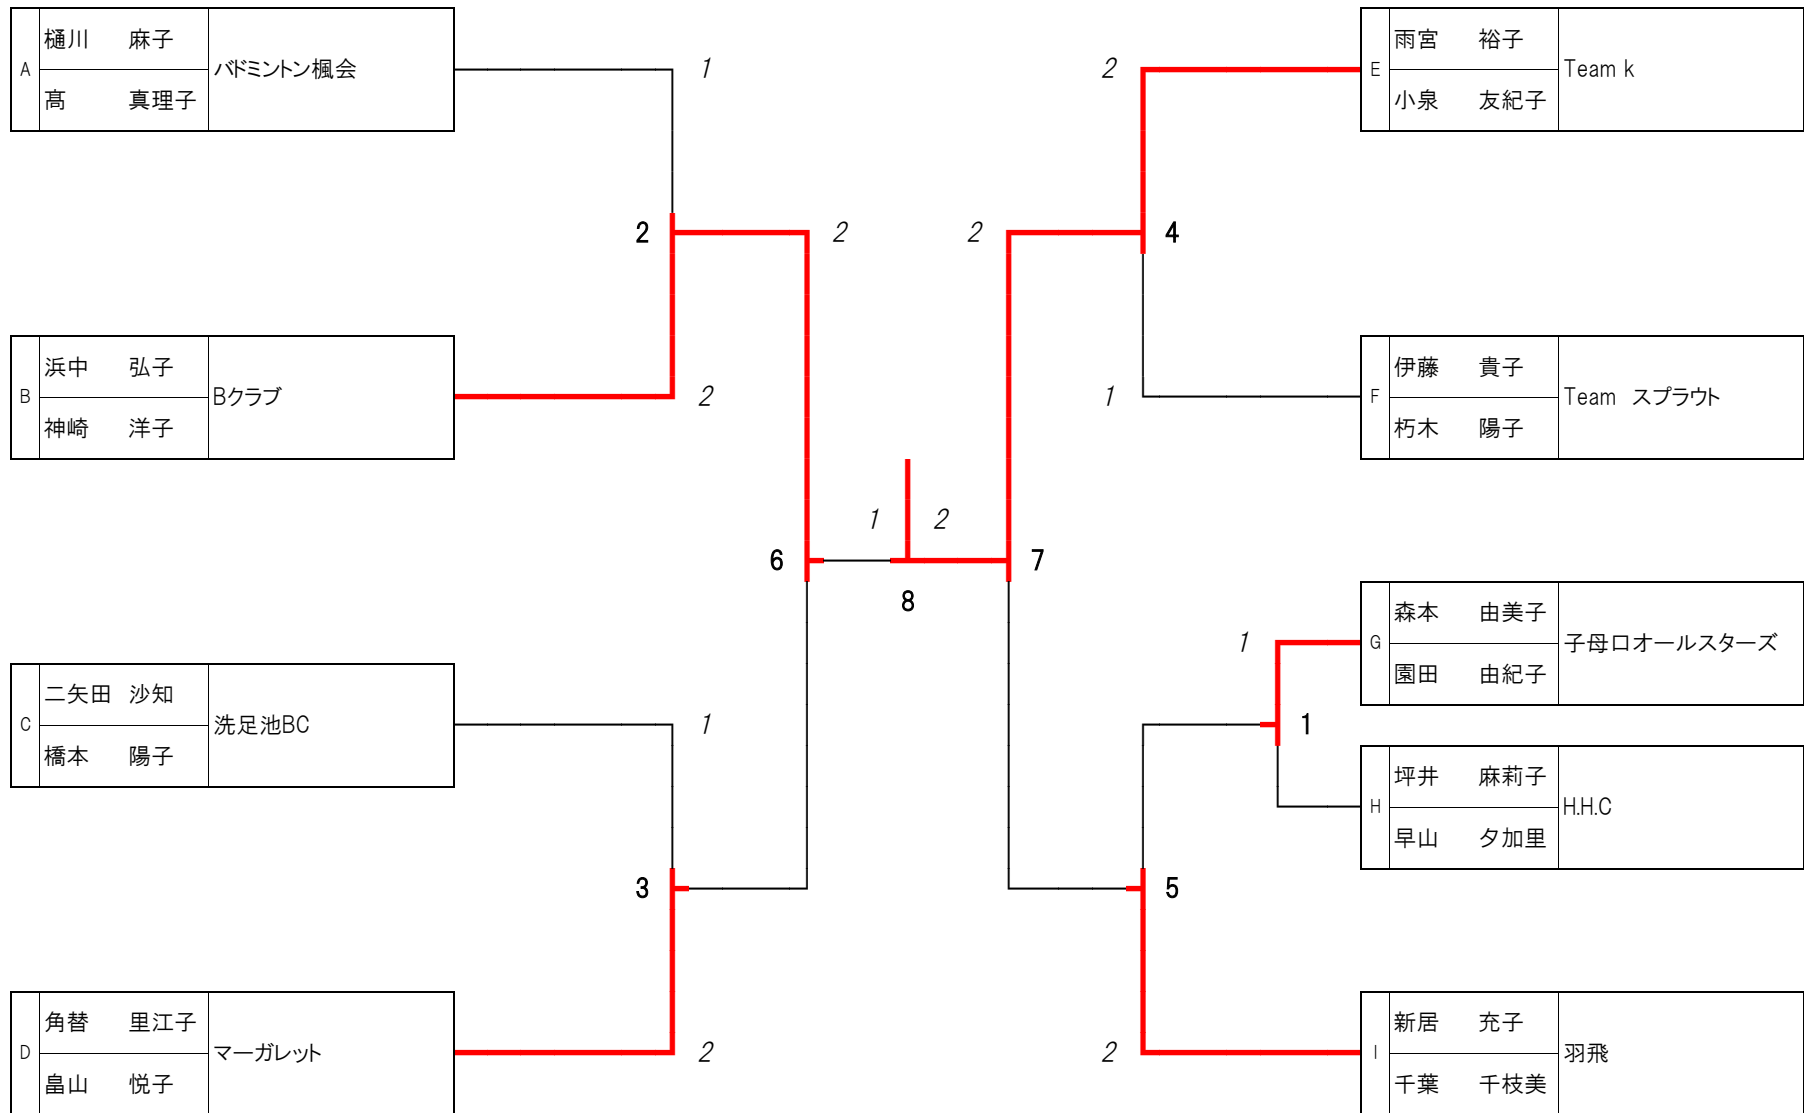 A
樋川 麻子
髙 真理子
バドミントン楓会
1
2
2
B
浜中 弘子
神崎 洋子
Bクラブ
2
6
C
二矢田 沙知
橋本 陽子
洗足池BC
1
3
D
角替 里江子
畠山 悦子
マーガレット
2
1 2
8
E
雨宮 裕子
小泉 友紀子
Team k
2
2
4
F
伊藤 貴子
朽木 陽子
Team スプラウト
1
7
G
森本 由美子
園田 由紀子
子母口オールスターズ
1
1
H
坪井 麻莉子
早山 夕加里
H.H.C
5
I
新居 充子
千葉 千枝美
羽飛
2